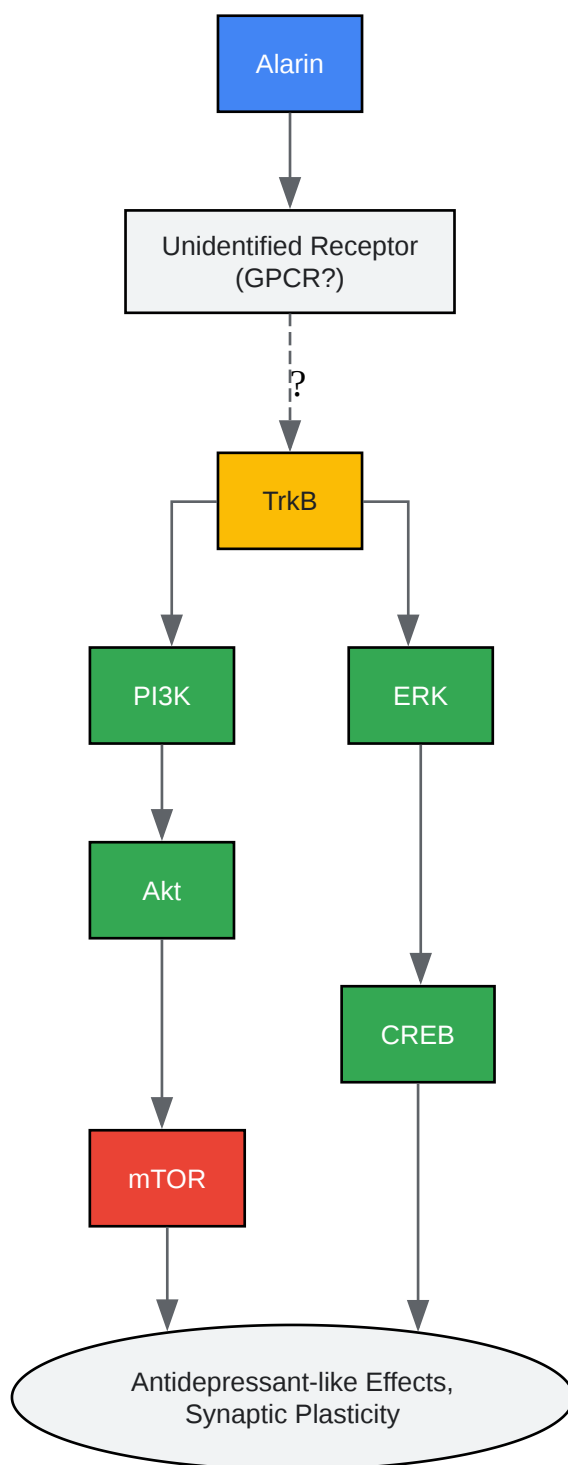 Alarin
Unidentified Receptor
(GPCR?)
?
TrkB
PI3K
ERK
Akt
CREB
mTOR
Antidepressant-like Effects,
Synaptic Plasticity